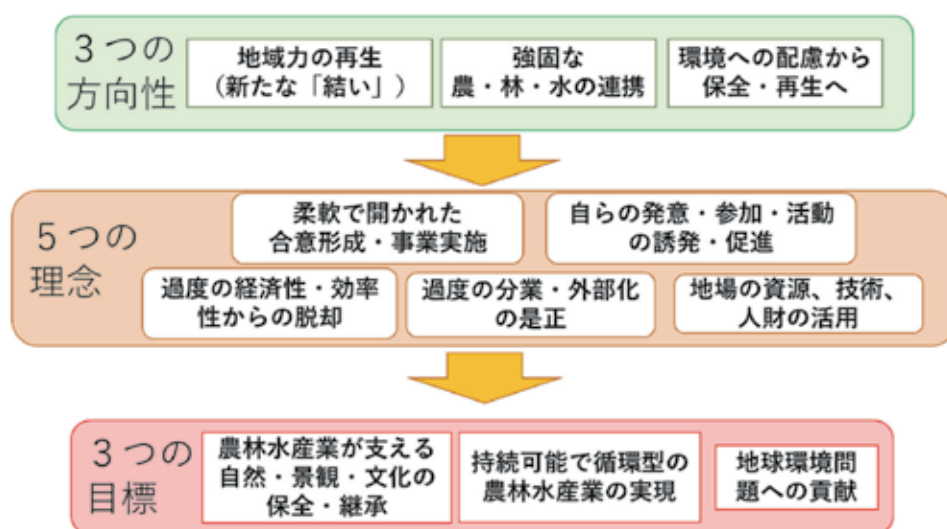 3つの
方向性
地域力の再生
(新たな「結い」)
強固な
農・林・水の連携
環境への配慮から
保全・再生へ
5つの
理念
柔軟で開かれた
合意形成・事業実施
自らの発意・参加・活動
の誘発・促進
過度の経済性・効率
性からの脱却
過度の分業・外部化
の是正
地場の資源、技術、
人財の活用
3つの
目標
農林水産業が支える
自然・景観・文化の
保全・継承
持続可能で循環型の
農林水産業の実現
地球環境問
題への貢献